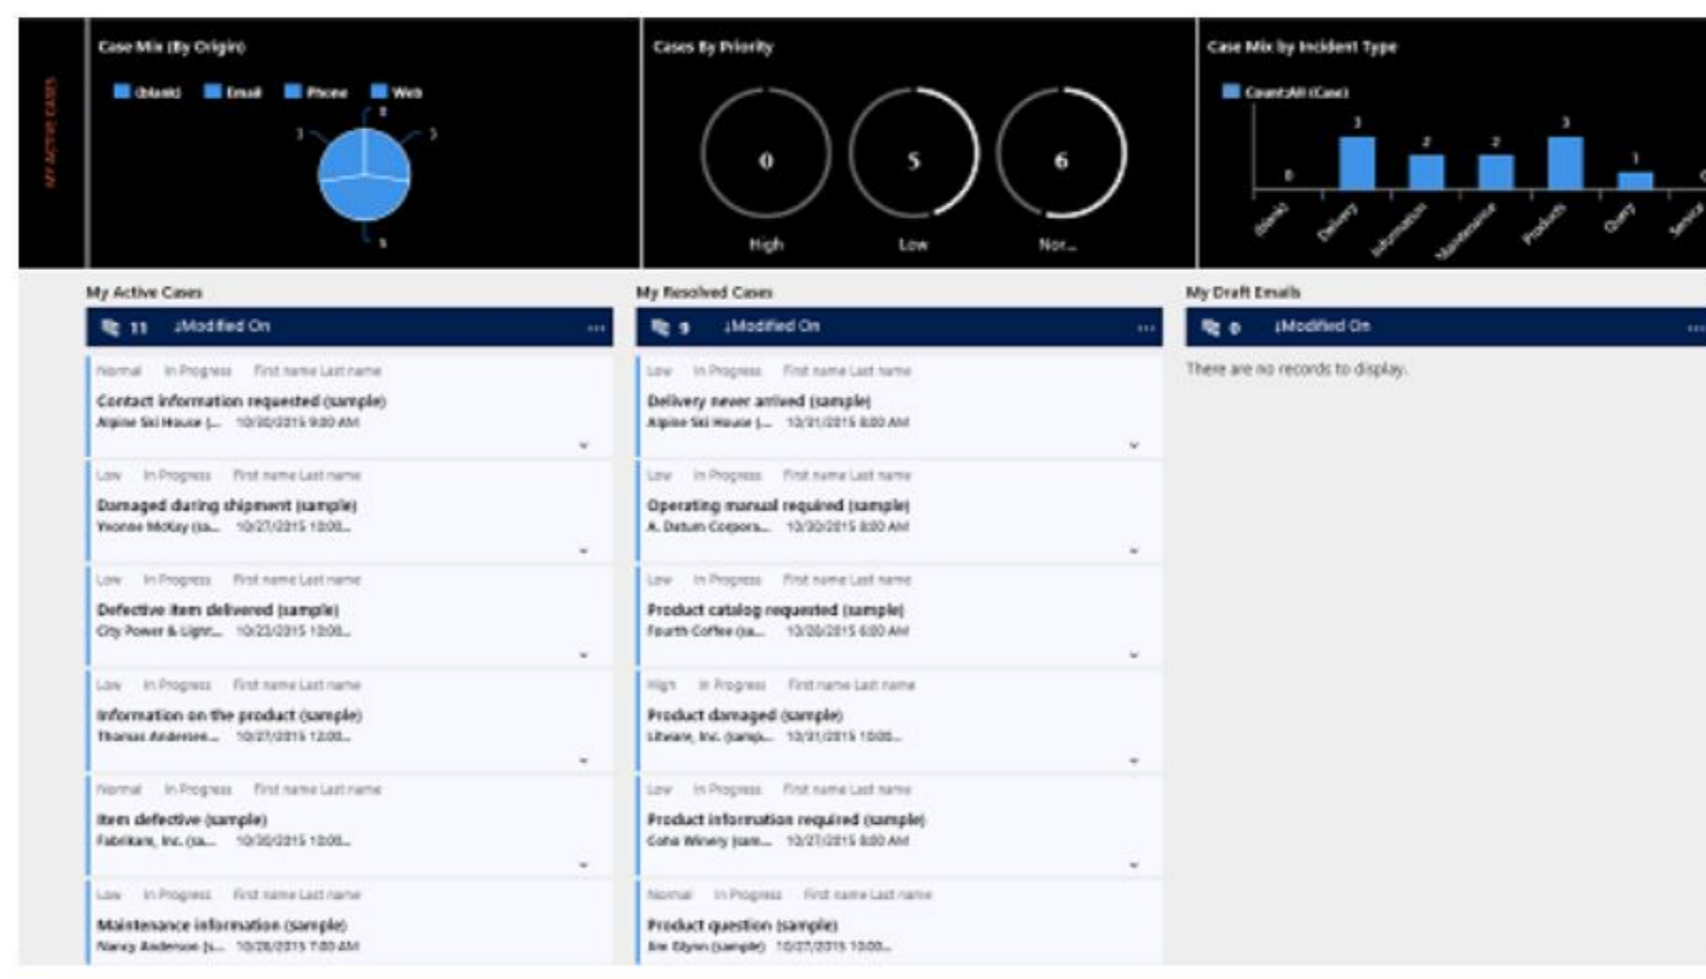 MY ACTIVE CASES
Case Mix (By Origin)
(blank) Email Phone Web
3
Cases By Priority
0 5 6
High Low Nor...
Case Mix by Incident Type
Count:All (Case)
0 3 2 2 3 1
(blank) Delivery Information Maintenance Products Query Service
My Active Cases
11 ↓Modified On ...
Normal In Progress First name Last name
Contact information requested (sample)
Alpine Ski House (... 10/30/2015 9:00 AM
Low In Progress First name Last name
Damaged during shipment (sample)
Yvonne McKay (sa... 10/27/2015 10:00...
Low In Progress First name Last name
Defective item delivered (sample)
City Power & Light... 10/23/2015 10:00...
Low In Progress First name Last name
Information on the product (sample)
Thomas Andersen... 10/27/2015 12:00...
Normal In Progress First name Last name
Item defective (sample)
Fabrikam, Inc. (sa... 10/30/2015 10:00...
Low In Progress First name Last name
Maintenance information (sample)
Nancy Anderson (s... 10/28/2015 7:00 AM
My Resolved Cases
9 ↓Modified On ...
Low In Progress First name Last name
Delivery never arrived (sample)
Alpine Ski House (... 10/31/2015 8:00 AM
Low In Progress First name Last name
Operating manual required (sample)
A. Datum Corpora... 10/30/2015 8:00 AM
Low In Progress First name Last name
Product catalog requested (sample)
Fourth Coffee (sa... 10/28/2015 6:00 AM
High In Progress First name Last name
Product damaged (sample)
Litware, Inc. (samp... 10/31/2015 10:00...
Low In Progress First name Last name
Product information required (sample)
Coho Winery (sam... 10/27/2015 8:00 AM
Normal In Progress First name Last name
Product question (sample)
Jim Glynn (sample) 10/27/2015 10:00...
My Draft Emails
0 ↓Modified On ...
There are no records to display.